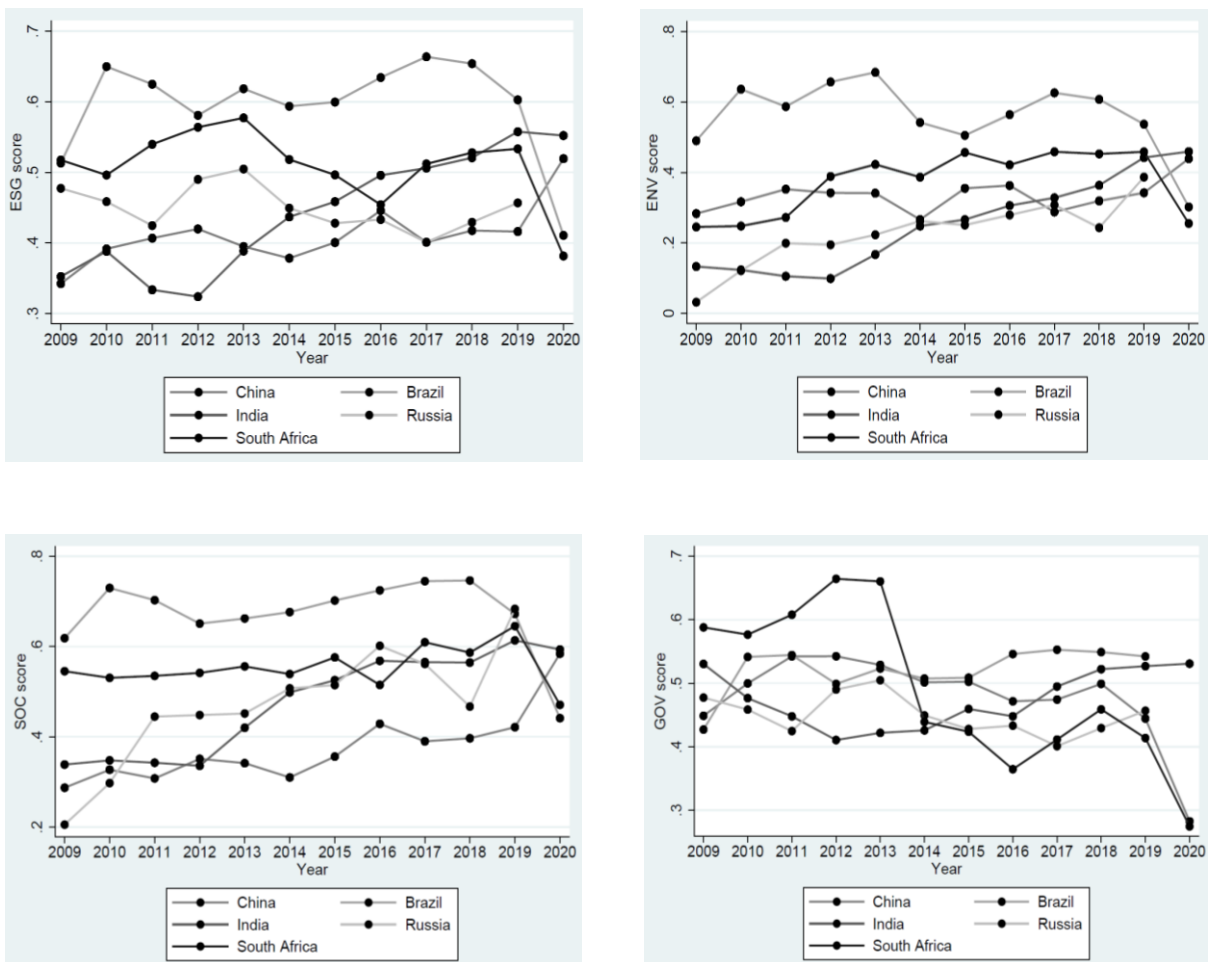 ESG score
.7
.6
.5
.4
.3
2009 2010 2011 2012 2013 2014 2015 2016 2017 2018 2019 2020
Year
China Brazil
India Russia
South Africa
ENV score
.8
.6
.4
.2
0
2009 2010 2011 2012 2013 2014 2015 2016 2017 2018 2019 2020
Year
China Brazil
India Russia
South Africa
SOC score
.8
.6
.4
.2
2009 2010 2011 2012 2013 2014 2015 2016 2017 2018 2019 2020
Year
China Brazil
India Russia
South Africa
GOV score
.7
.6
.5
.4
.3
2009 2010 2011 2012 2013 2014 2015 2016 2017 2018 2019 2020
Year
China Brazil
India Russia
South Africa